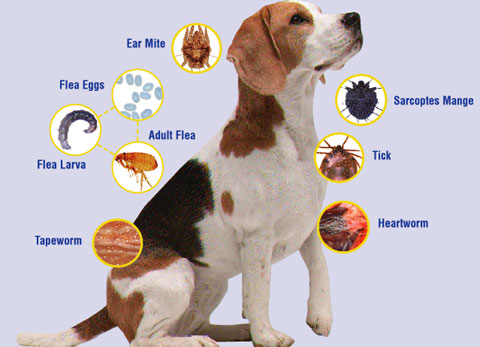 Ear Mite
Flea Eggs
Sarcoptes Mange
Adult Flea
Tick
Flea Larva
Heartworm
Tapeworm